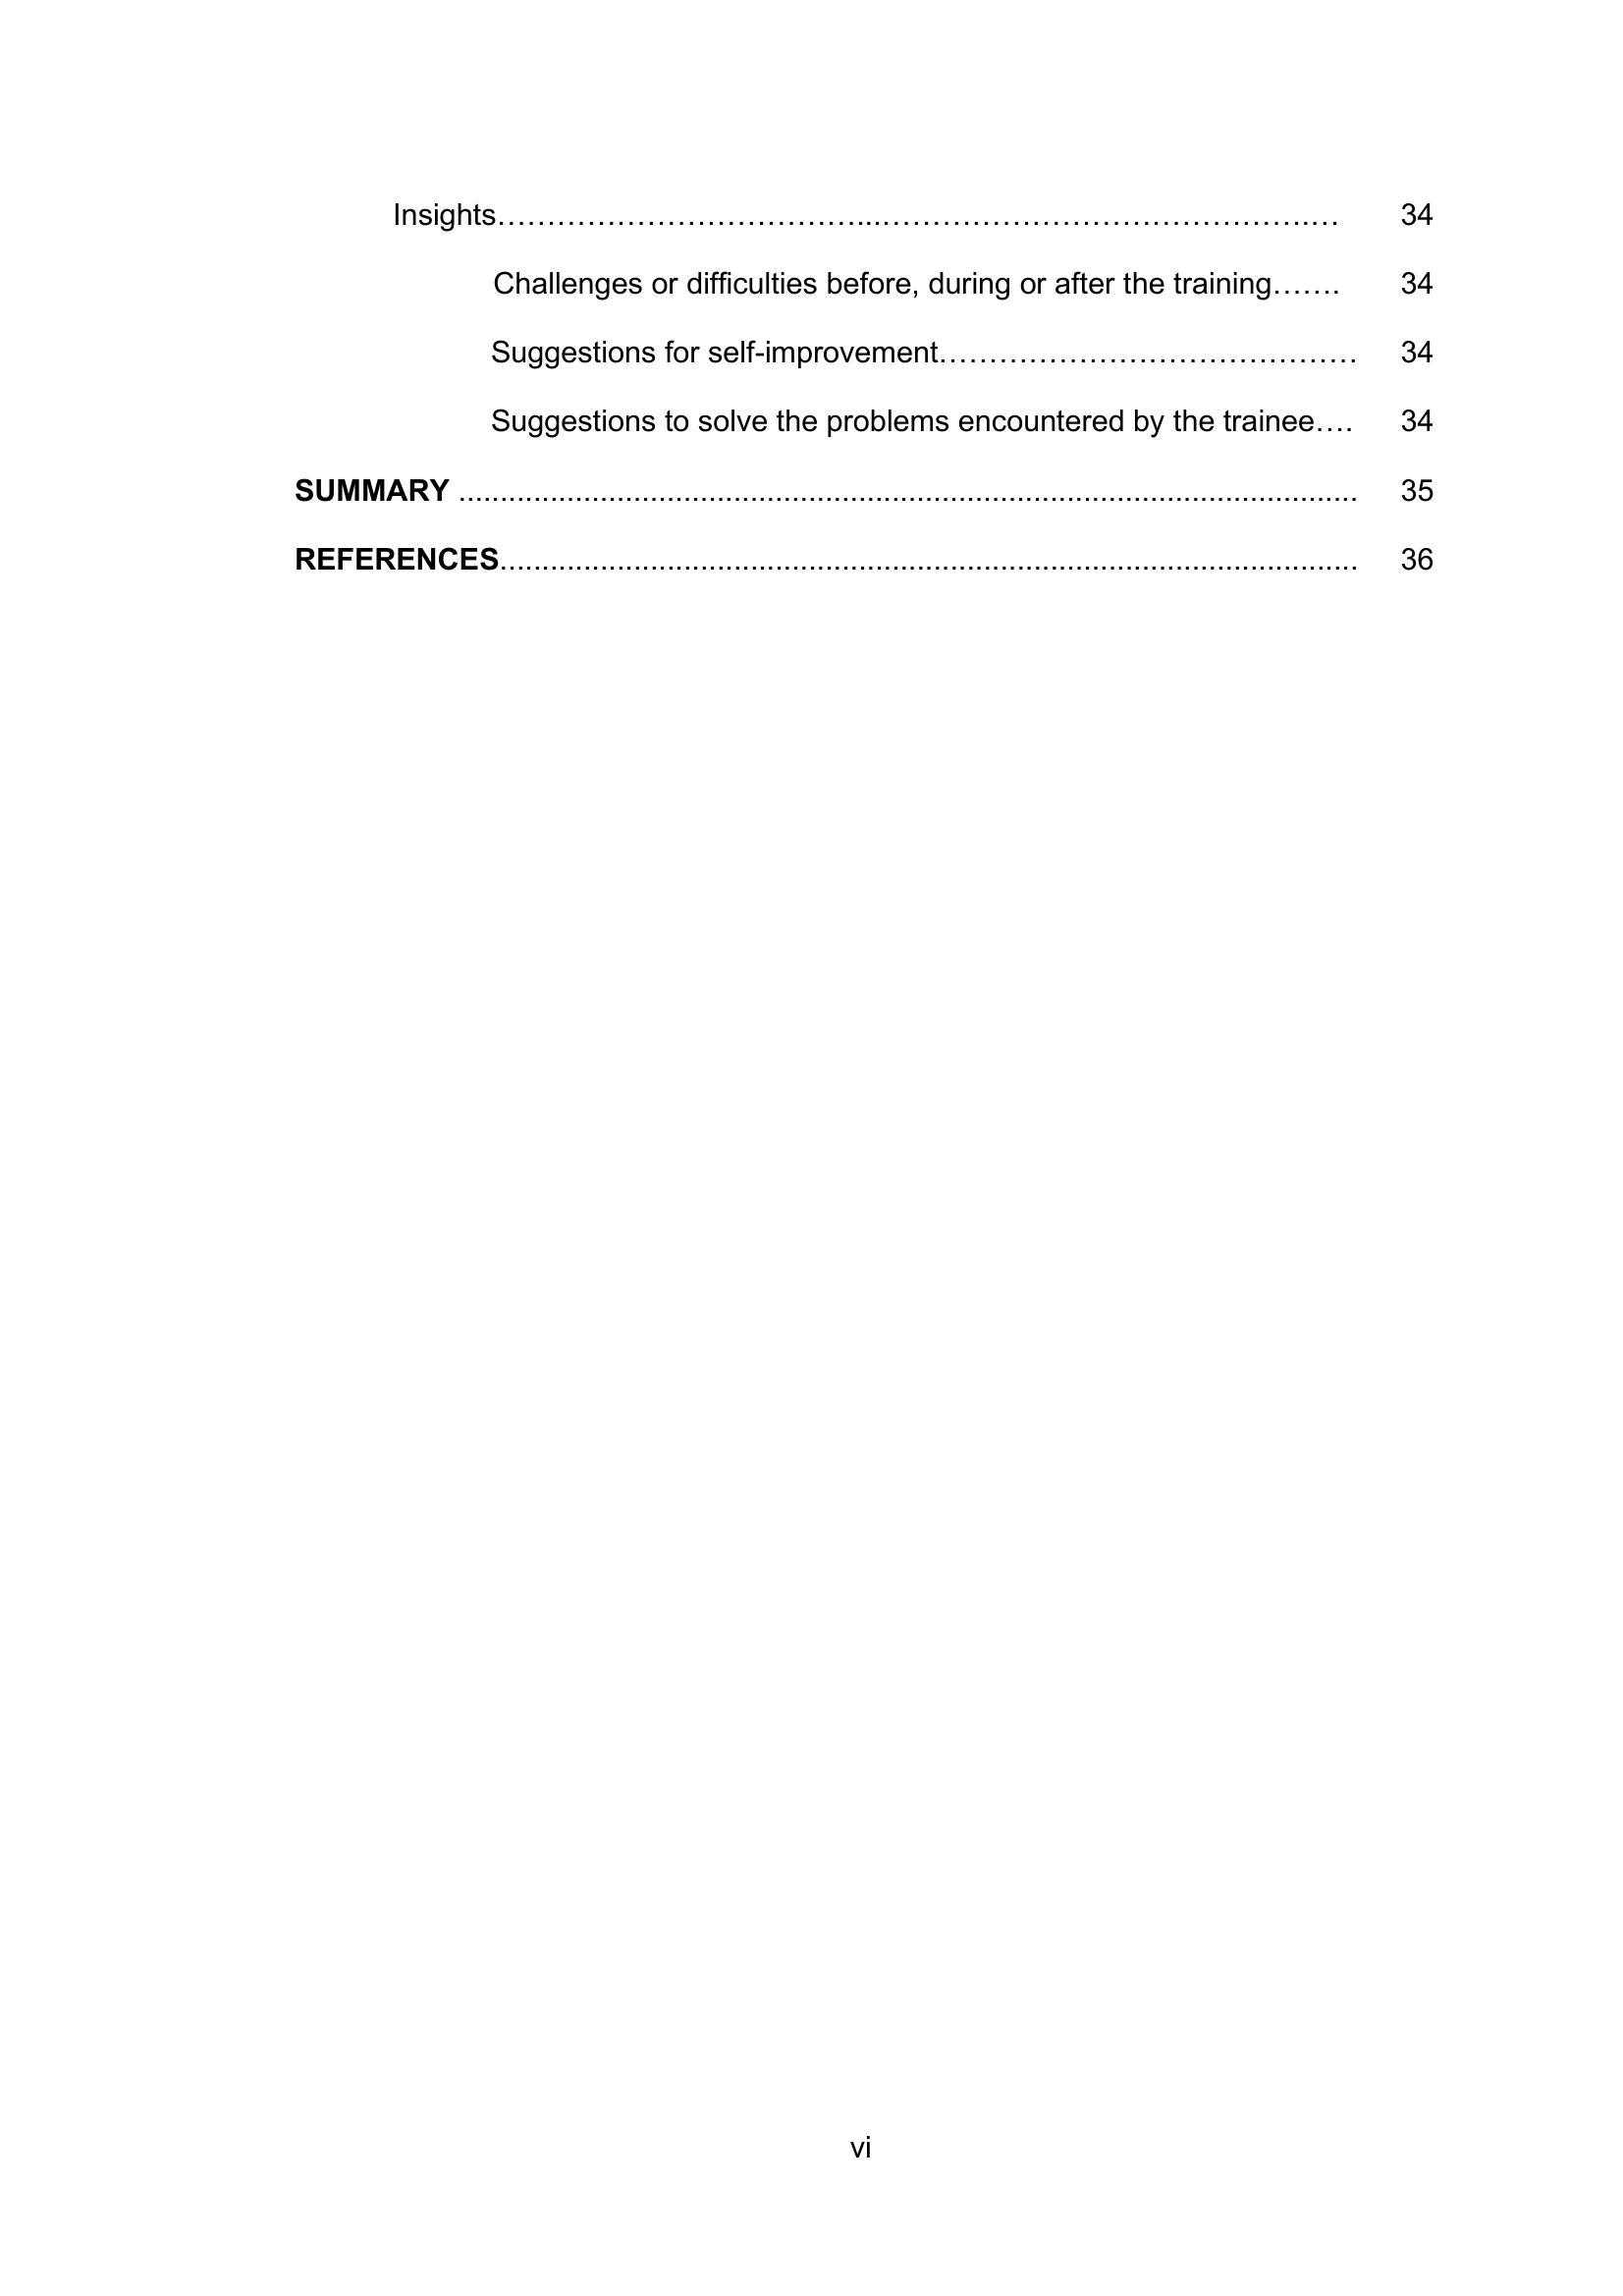 Insights………………………………...…………………………………….… 34
Challenges or difficulties before, during or after the training……. 34
Suggestions for self-improvement…………………………………… 34
Suggestions to solve the problems encountered by the trainee…. 34
SUMMARY ............................................................................................................ 35
REFERENCES....................................................................................................... 36
vi